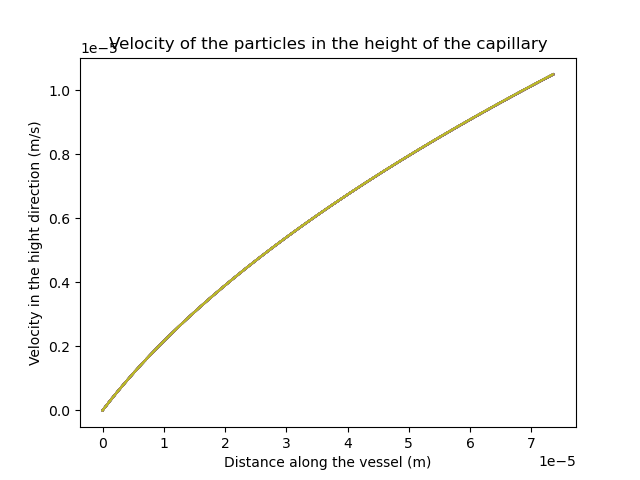 Velocity of the particles in the height of the capillary
1e−5
1.0
0.8
0.6
0.4
0.2
0.0
Velocity in the hight direction (m/s)
0 1 2 3 4 5 6 7
1e−5
Distance along the vessel (m)